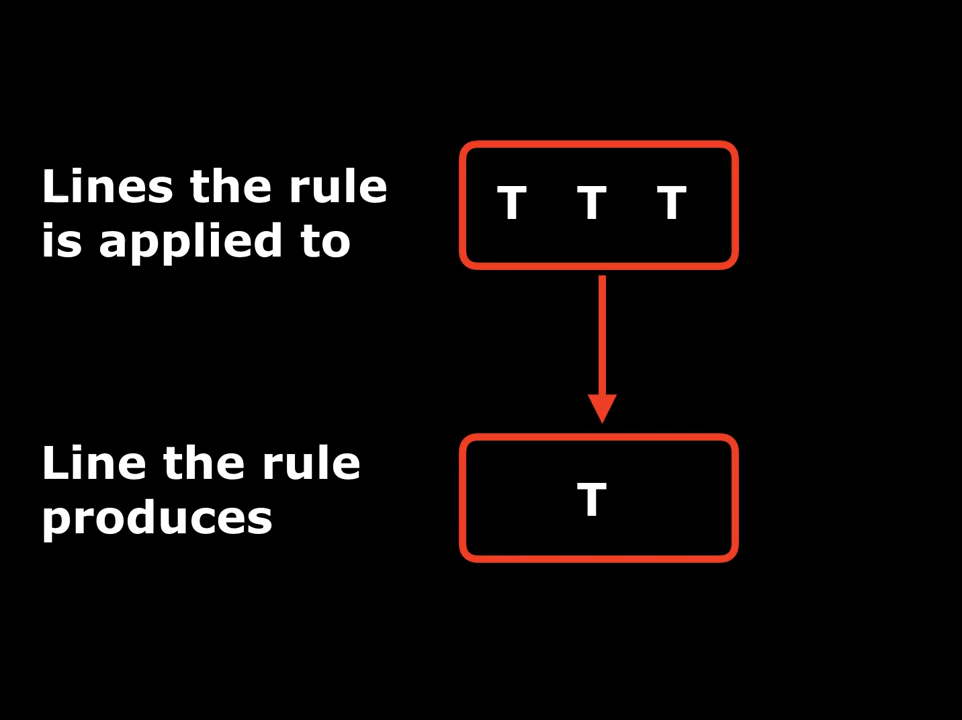 Lines the rule
is applied to
T T T
Line the rule
produces
T